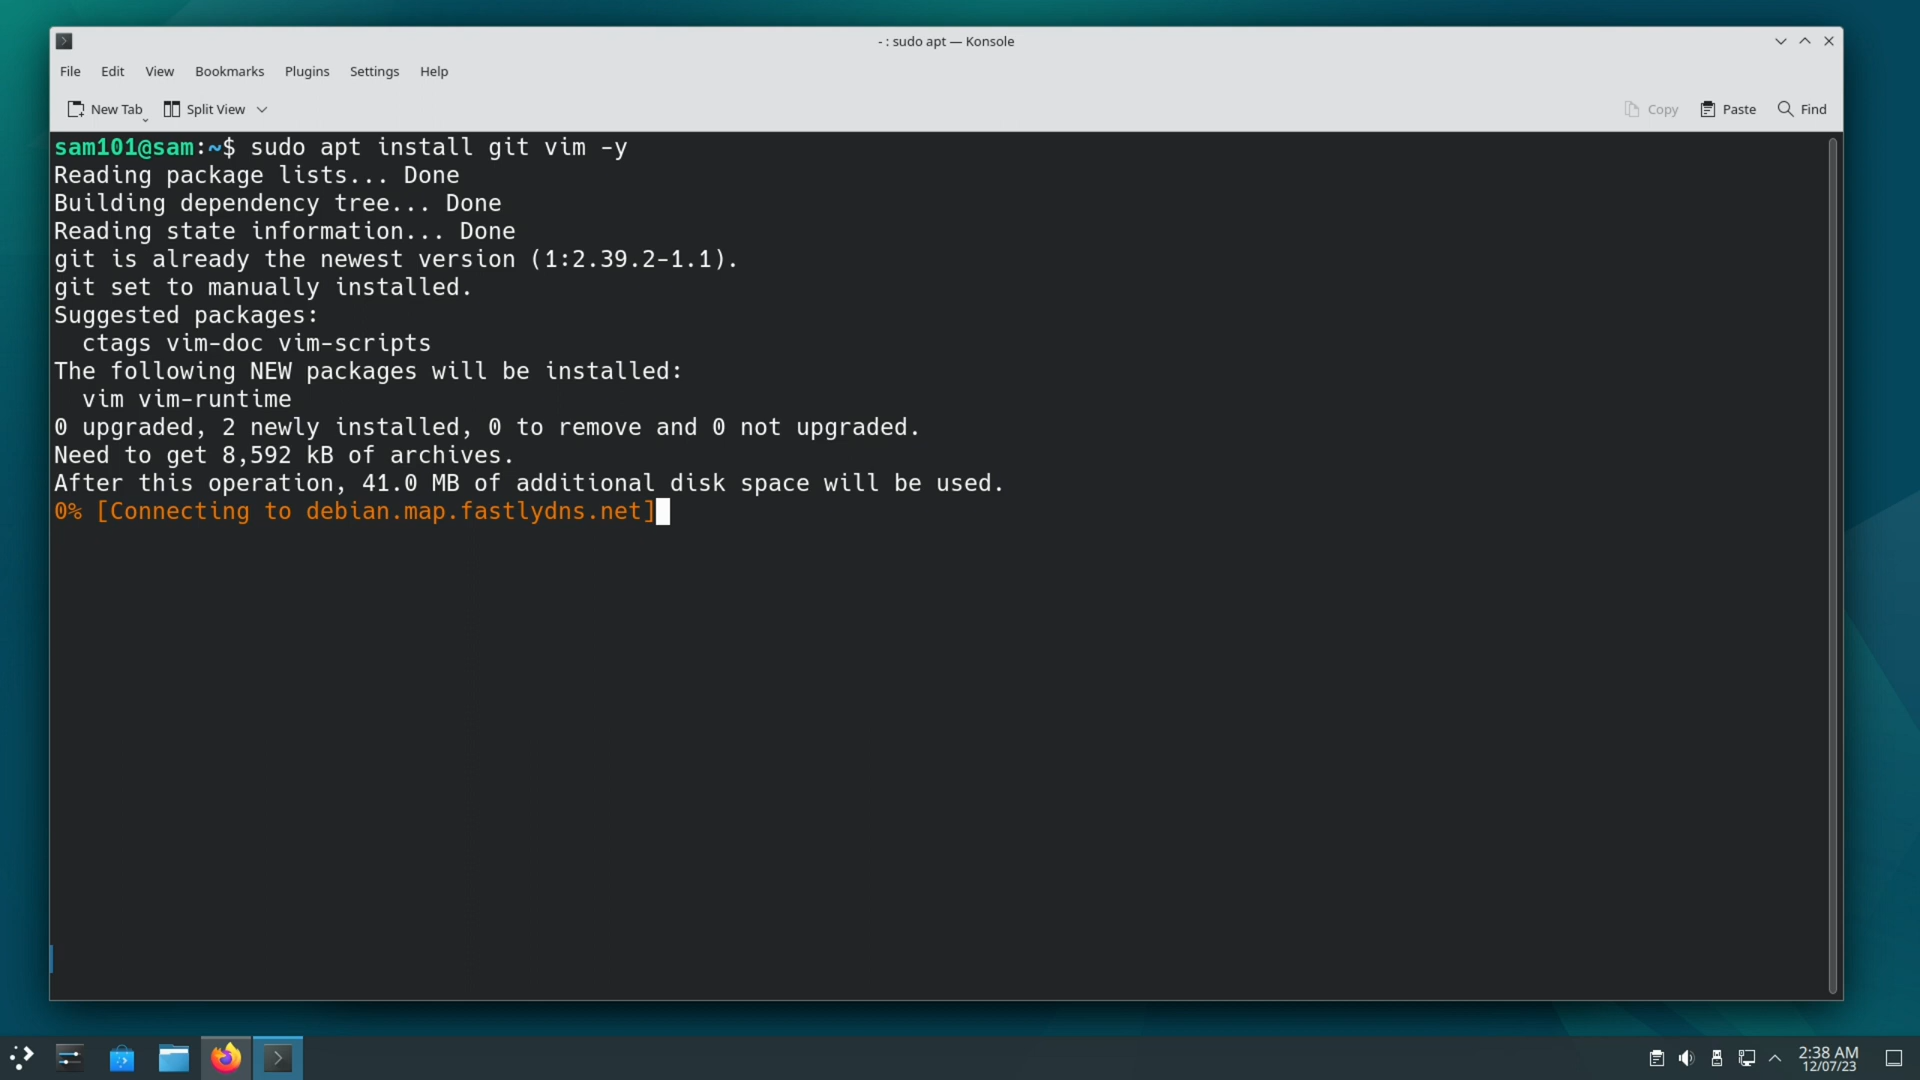 - : sudo apt — Konsole
File Edit View Bookmarks Plugins Settings Help
New Tab Split View Copy Paste Find
sam101@sam:~$ sudo apt install git vim -y
Reading package lists... Done
Building dependency tree... Done
Reading state information... Done
git is already the newest version (1:2.39.2-1.1).
git set to manually installed.
Suggested packages:
  ctags vim-doc vim-scripts
The following NEW packages will be installed:
  vim vim-runtime
0 upgraded, 2 newly installed, 0 to remove and 0 not upgraded.
Need to get 8,592 kB of archives.
After this operation, 41.0 MB of additional disk space will be used.
0% [Connecting to debian.map.fastlydns.net]
2:38 AM
12/07/23